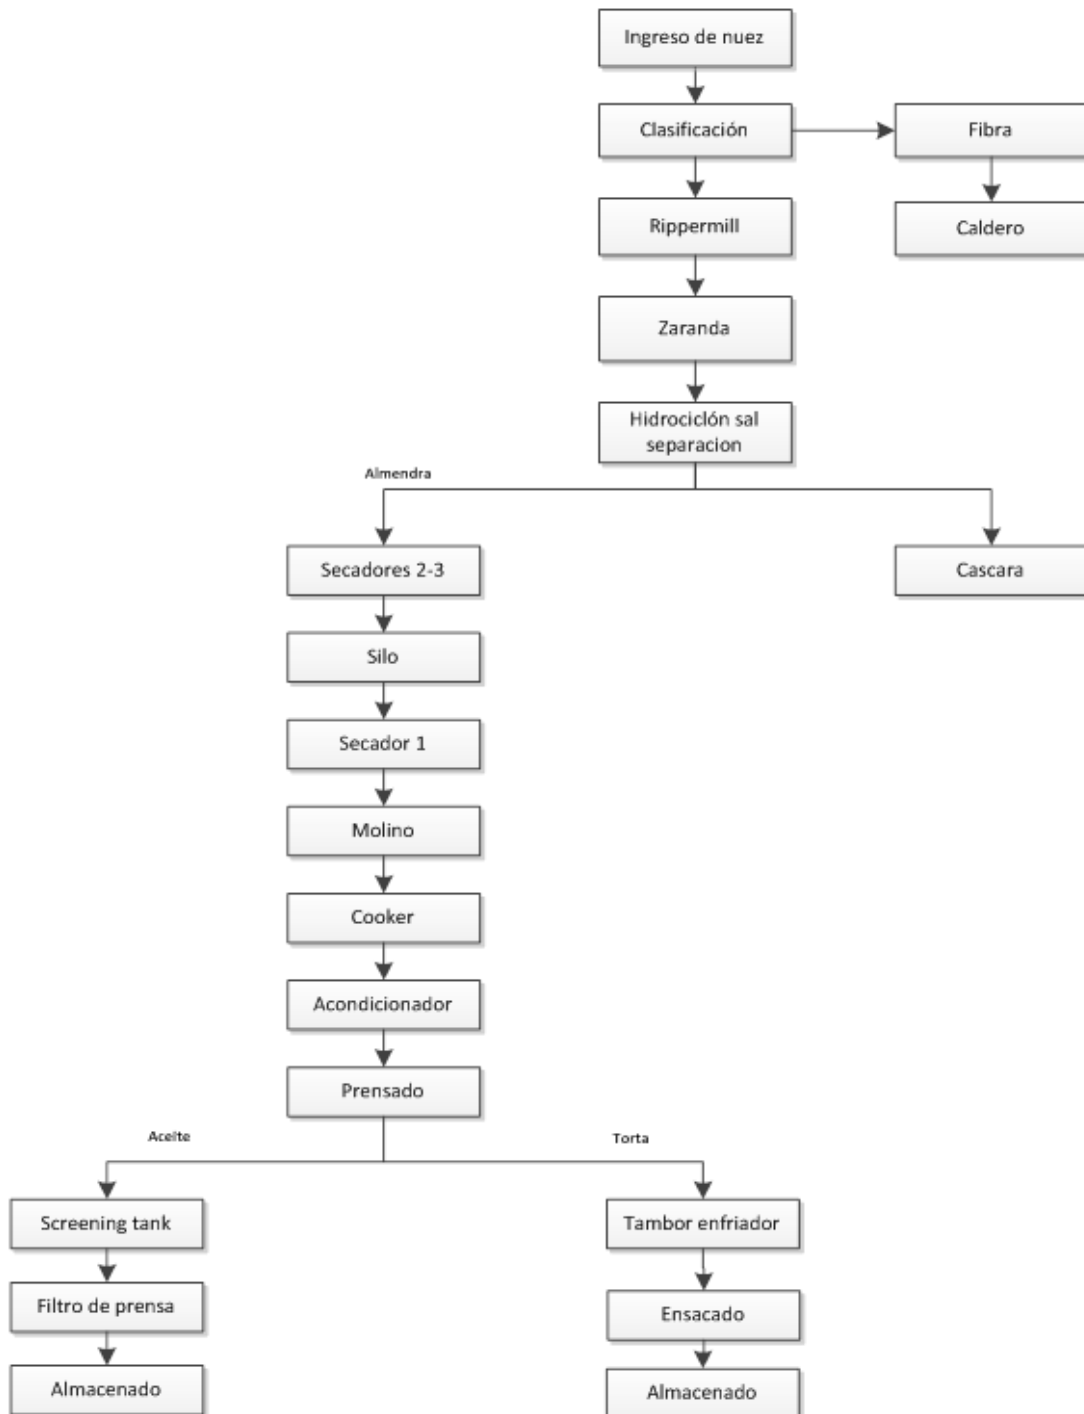 Ingreso de nuez
Clasificación
Fibra
Rippermill
Caldero
Zaranda
Hidrociclón sal
separacion
Almendra
Secadores 2-3
Cascara
Silo
Secador 1
Molino
Cooker
Acondicionador
Prensado
Aceite
Torta
Screening tank
Tambor enfriador
Filtro de prensa
Ensacado
Almacenado
Almacenado